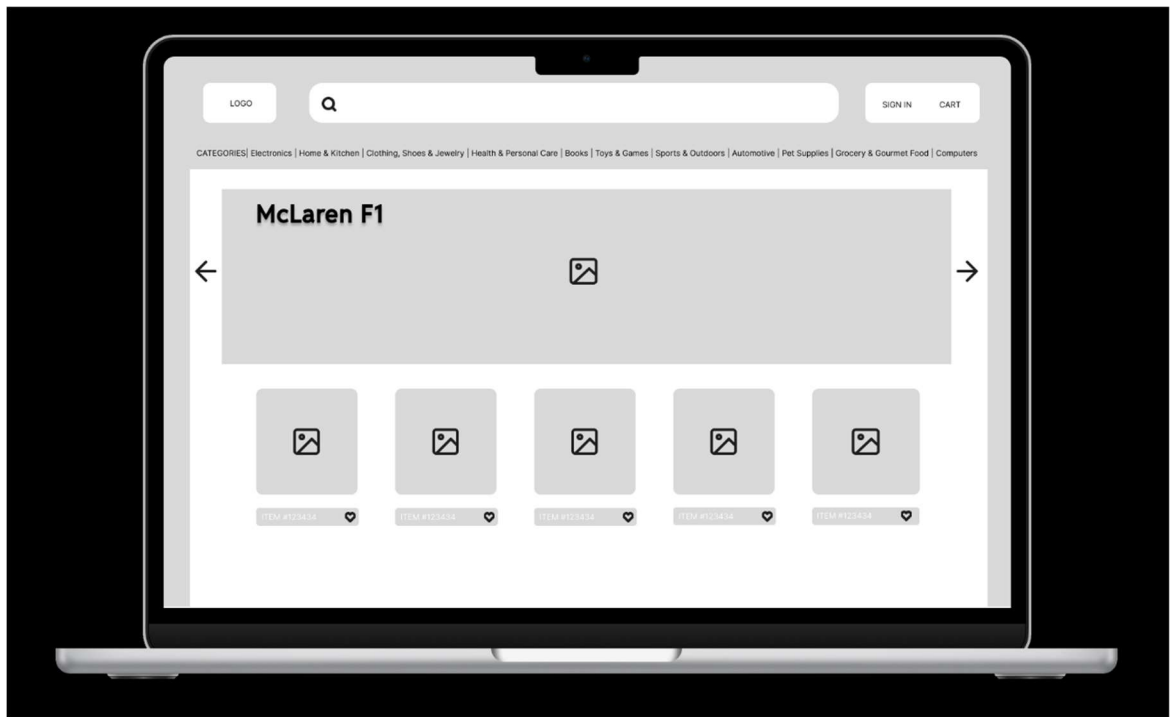 LOGO
SIGN IN CART
CATEGORIES| Electronics | Home & Kitchen | Clothing, Shoes & Jewelry | Health & Personal Care | Books | Toys & Games | Sports & Outdoors | Automotive | Pet Supplies | Grocery & Gourmet Food | Computers
McLaren F1
ITEM #123434 ITEM #123434 ITEM #123434 ITEM #123434 ITEM #123434